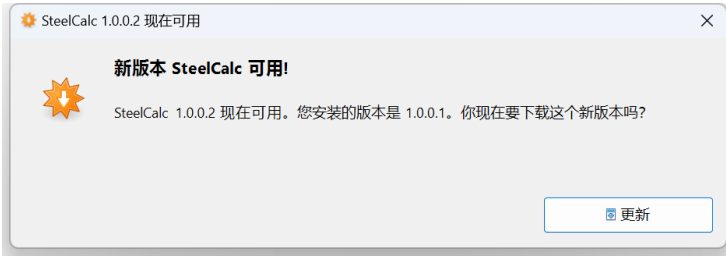 SteelCalc 1.0.0.2 现在可用
新版本 SteelCalc 可用!
SteelCalc 1.0.0.2 现在可用。您安装的版本是 1.0.0.1。你现在要下载这个新版本吗?
更新